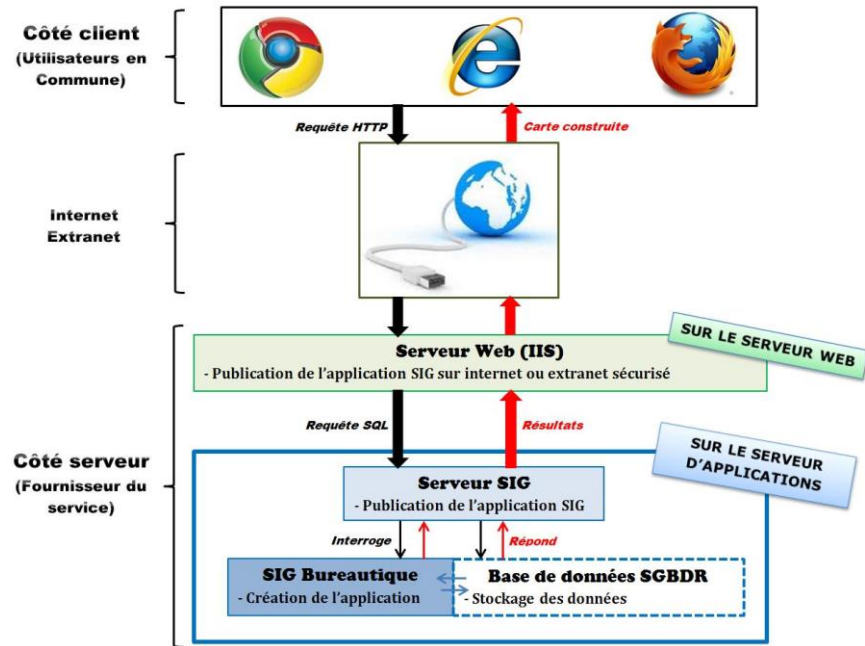 Côté client
(Utilisateurs en
Commune)
Requête HTTP
Carte construite
Internet
Extranet
SUR LE SERVEUR WEB
Serveur Web (IIS)
- Publication de l'application SIG sur internet ou extranet sécurisé
Requête SQL
Résultats
SUR LE SERVEUR
D'APPLICATIONS
Côté serveur
(Fournisseur du
service)
Serveur SIG
- Publication de l'application SIG
Interroge
Répond
SIG Bureautique
- Création de l'application
Base de données SGBDR
- Stockage des données